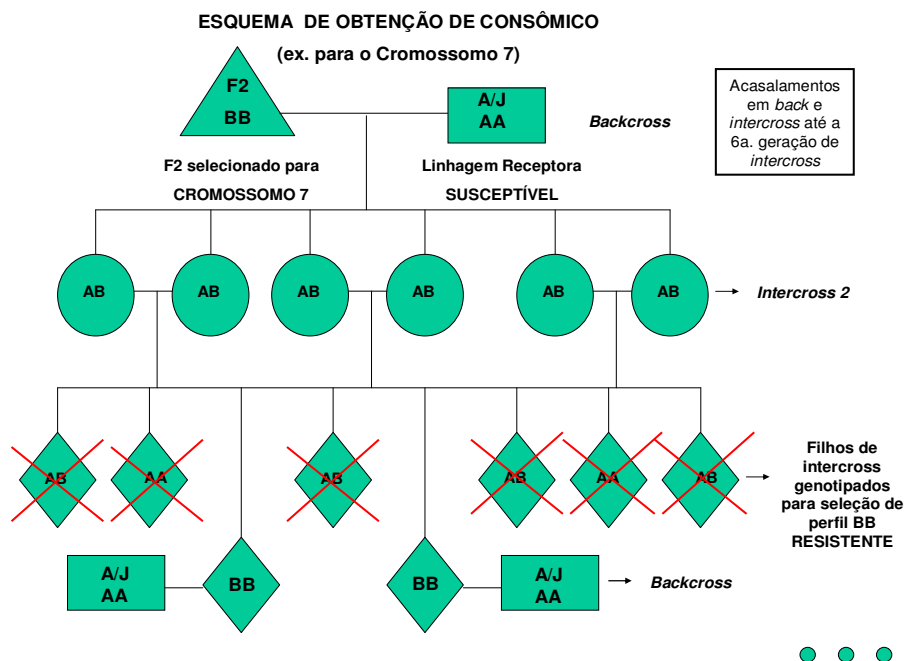 ESQUEMA DE OBTENÇÃO DE CONSÔMICO
(ex. para o Cromossomo 7)
F2
BB
A/J
AA
Backcross
Acasalamentos
em back e
intercross até a
6a. geração de
intercross
F2 selecionado para
CROMOSSOMO 7
Linhagem Receptora
SUSCEPTÍVEL
AB
AB
AB
AB
AB
AB
Intercross 2
AB
AA
AB
AB
AA
AB
Filhos de
intercross
genotipados
para seleção de
perfil BB
RESISTENTE
A/J
AA
BB
BB
A/J
AA
Backcross